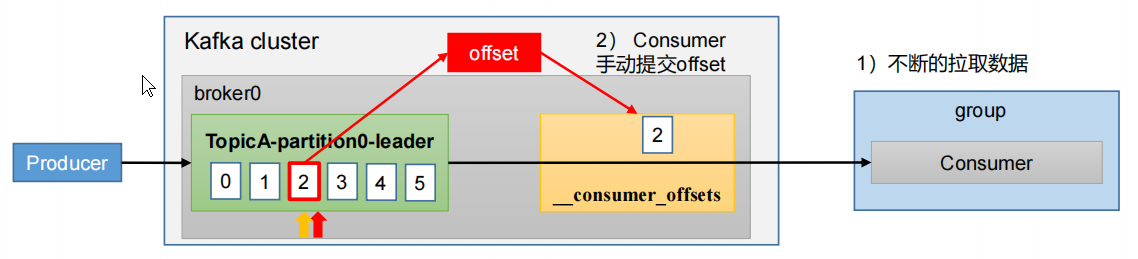 Kafka cluster
offset
2） Consumer
手动提交offset
1）不断的拉取数据
broker0
group
TopicA-partition0-leader
2
Producer
Consumer
0 1 2 3 4 5
__consumer_offsets